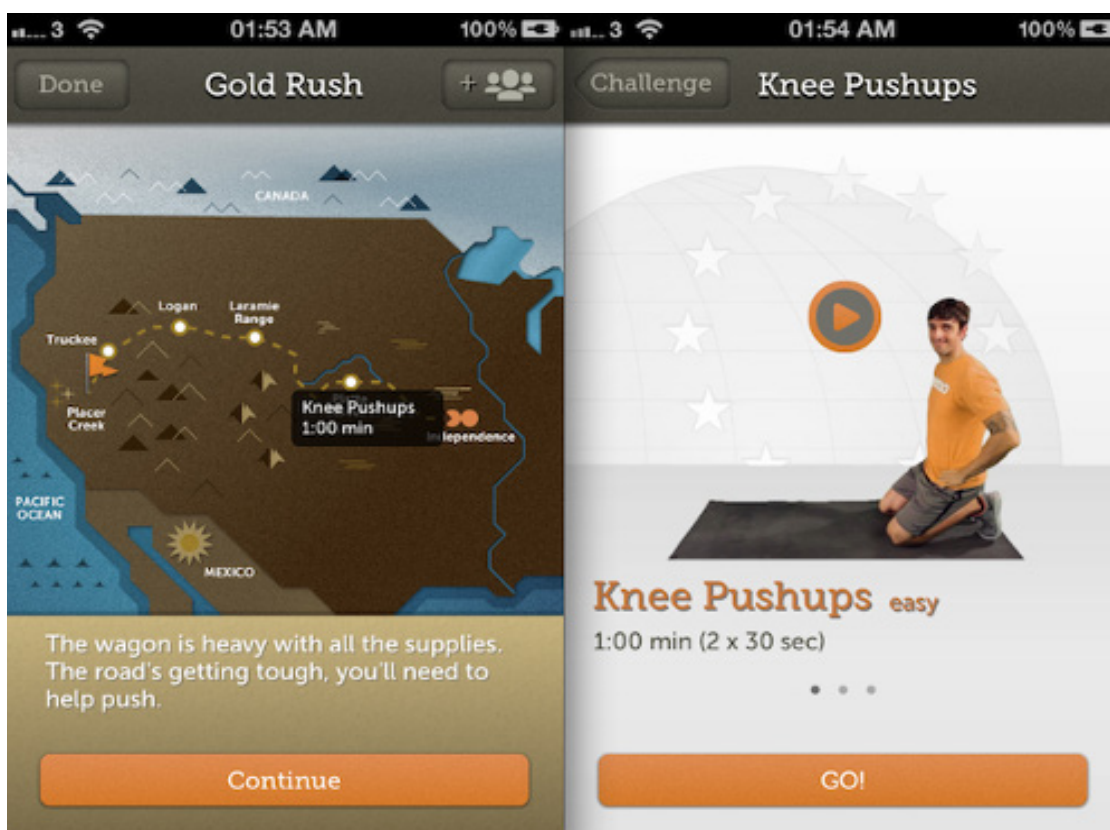 ... 3 01:53 AM 100%
Done Gold Rush +
CANADA
Logan
Laramie
Range
Truckee
Placer
Creek
Knee Pushups
1:00 min
Independence
PACIFIC
OCEAN
MEXICO
The wagon is heavy with all the supplies.
The road's getting tough, you'll need to
help push.
Continue
... 3 01:54 AM 100%
Challenge Knee Pushups
Knee Pushups easy
1:00 min (2 x 30 sec)
GO!